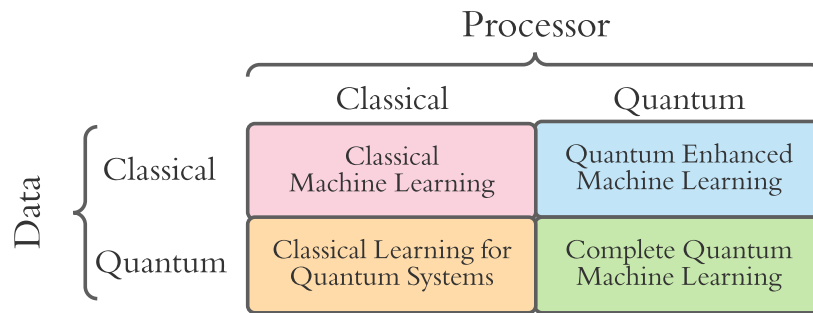 Processor
Classical Quantum
Data
Classical
Classical
Machine Learning
Quantum Enhanced
Machine Learning
Quantum
Classical Learning for
Quantum Systems
Complete Quantum
Machine Learning